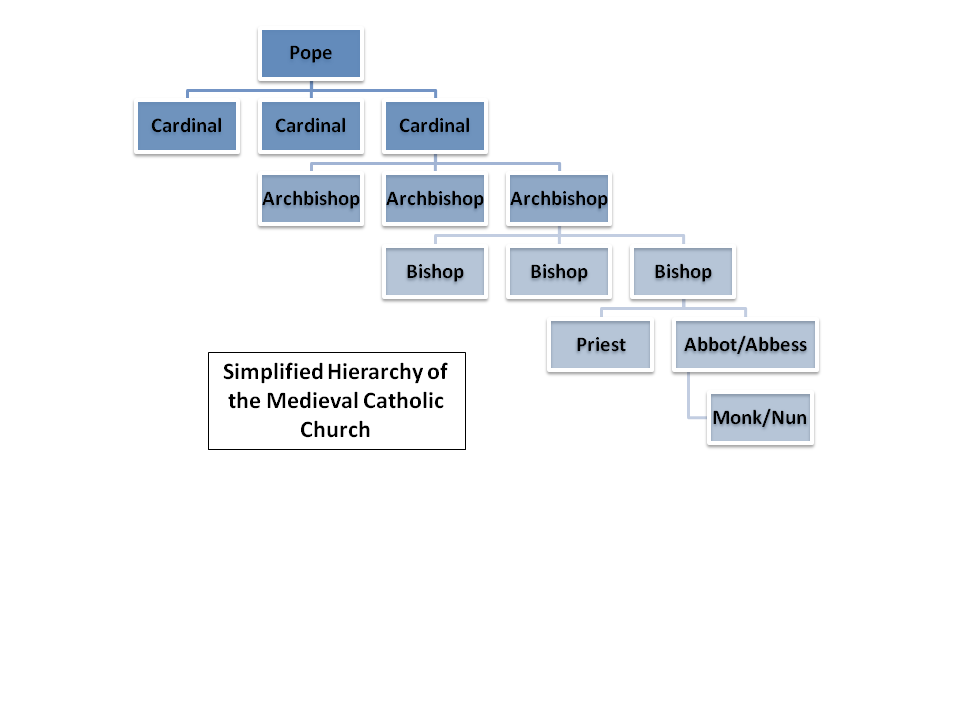 Pope
Cardinal Cardinal Cardinal
Archbishop Archbishop Archbishop
Bishop Bishop Bishop
Priest Abbot/Abbess
Monk/Nun
Simplified Hierarchy of
the Medieval Catholic
Church